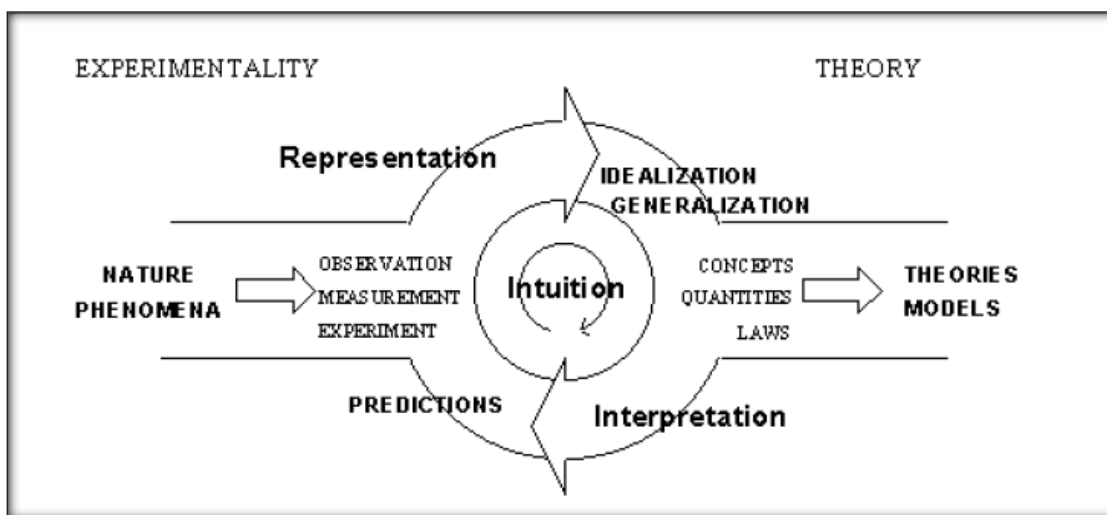 EXPERIMENTALITY
THEORY
Representation
IDEALIZATION
GENERALIZATION
NATURE
PHENOMENA
OBSERVATION
MEASUREMENT
EXPERIMENT
Intuition
CONCEPTS
QUANTITIES
LAWS
THEORIES
MODELS
PREDICTIONS
Interpretation